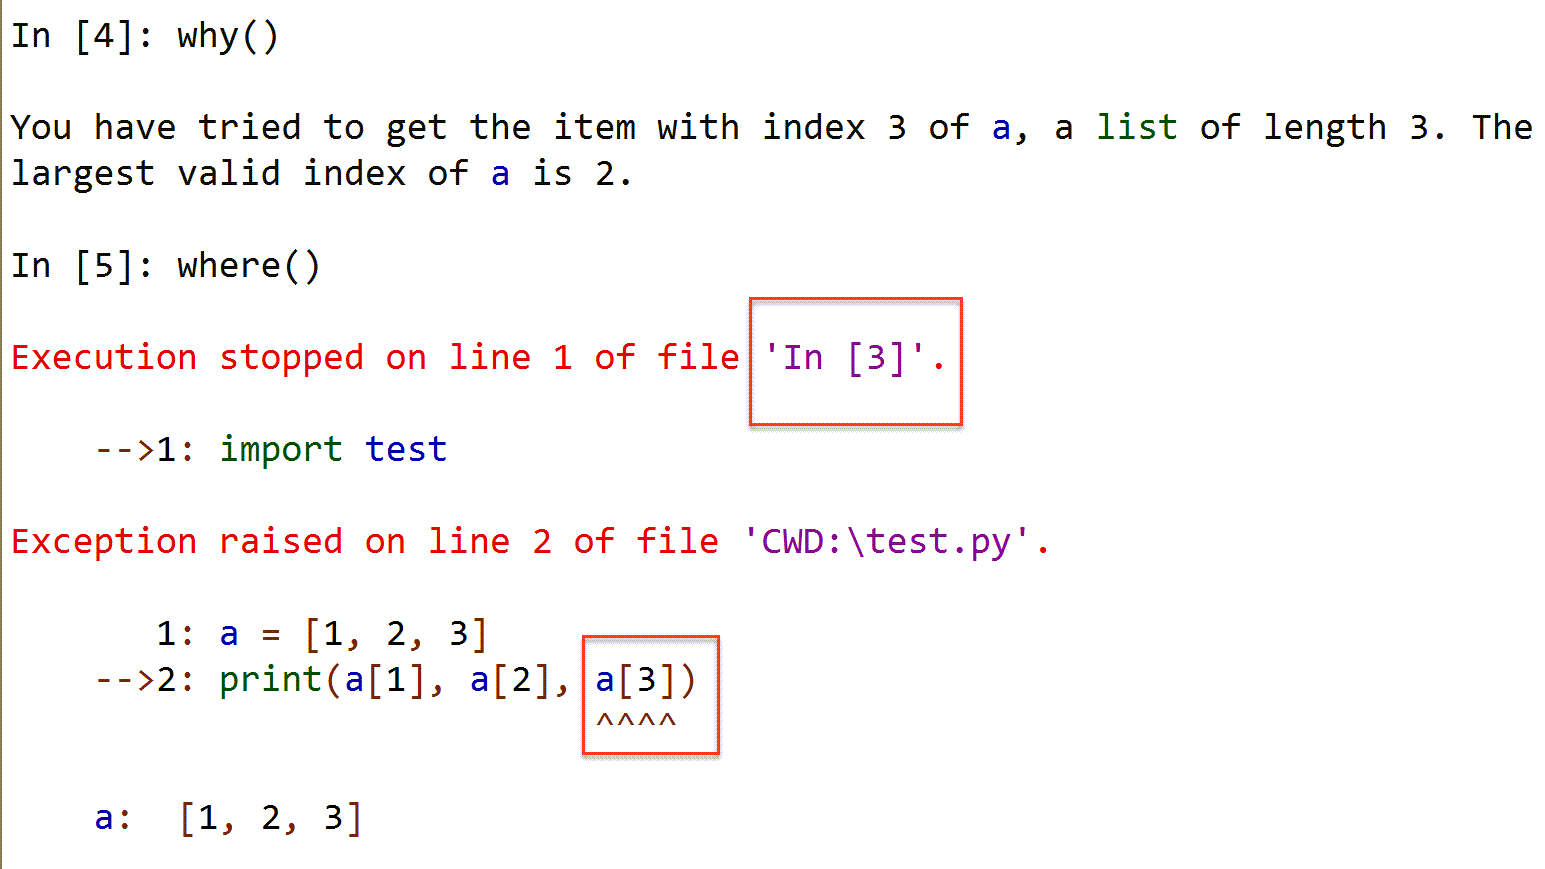 In [4]: why()
You have tried to get the item with index 3 of a, a list of length 3. The
largest valid index of a is 2.
In [5]: where()
Execution stopped on line 1 of file 'In [3]'.
-->1: import test
Exception raised on line 2 of file 'CWD:\test.py'.
1: a = [1, 2, 3]
-->2: print(a[1], a[2], a[3])
^^^^
a:  [1, 2, 3]